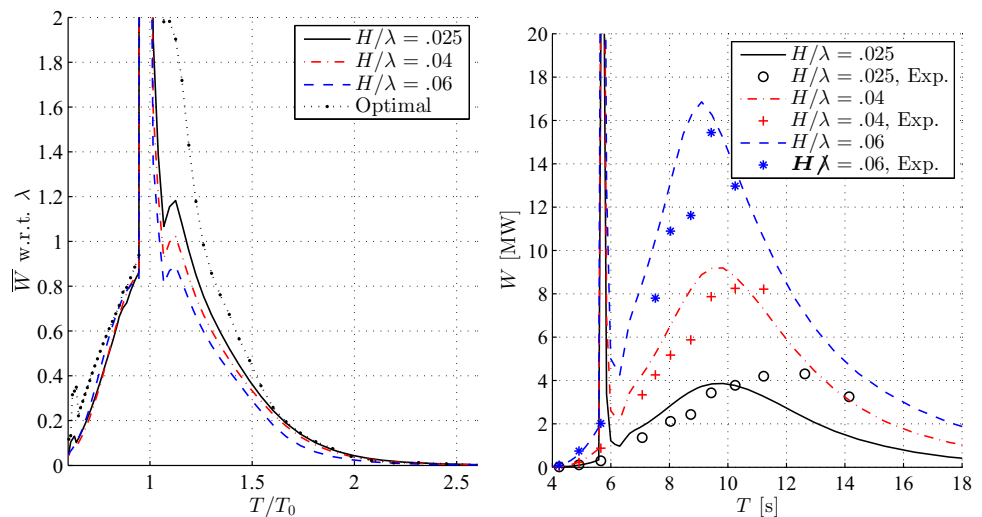 2
1.8
1.6
1.4
1.2
1
0.8
0.6
0.4
0.2
0
1
1.5
2
2.5
T/T₀
W̅ w.r.t. λ
H/λ = .025
H/λ = .04
H/λ = .06
Optimal
20
18
16
14
12
10
8
6
4
2
0
4
6
8
10
12
14
16
18
T [s]
W [MW]
H/λ = .025
H/λ = .025, Exp.
H/λ = .04
H/λ = .04, Exp.
H/λ = .06
H/λ = .06, Exp.